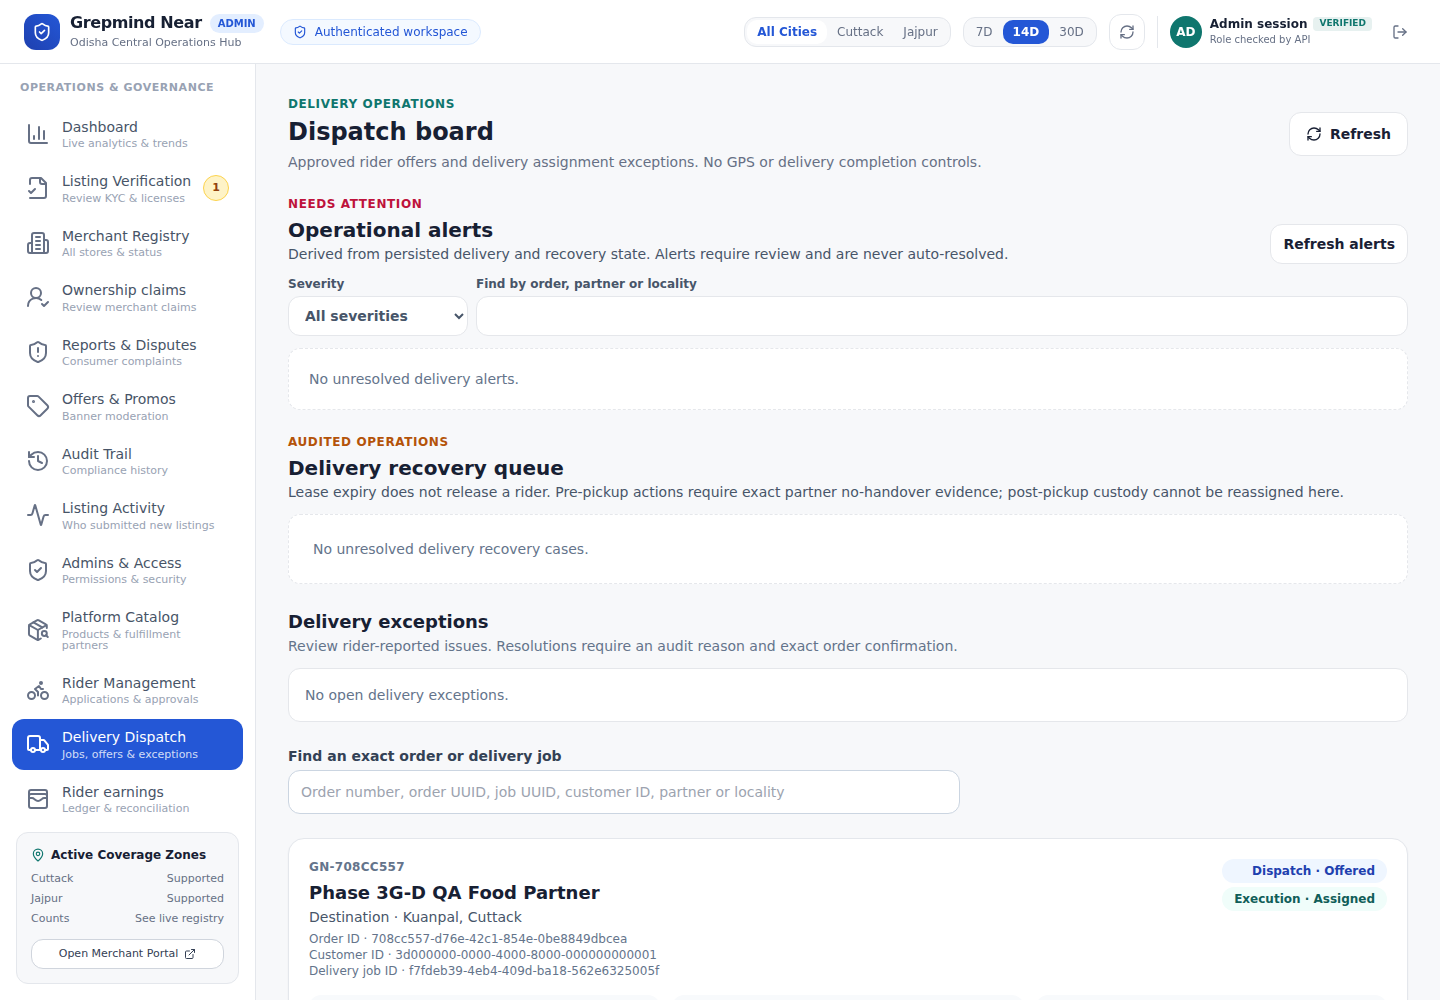 Grepmind Near ADMIN
Odisha Central Operations Hub
Authenticated workspace
All Cities Cuttack Jajpur
7D 14D 30D
AD
Admin session VERIFIED
Role checked by API
OPERATIONS & GOVERNANCE
Dashboard
Live analytics & trends
Listing Verification
Review KYC & licenses
1
Merchant Registry
All stores & status
Ownership claims
Review merchant claims
Reports & Disputes
Consumer complaints
Offers & Promos
Banner moderation
Audit Trail
Compliance history
Listing Activity
Who submitted new listings
Admins & Access
Permissions & security
Platform Catalog
Products & fulfillment
partners
Rider Management
Applications & approvals
Delivery Dispatch
Jobs, offers & exceptions
Rider earnings
Ledger & reconciliation
Active Coverage Zones
Cuttack Supported
Jajpur Supported
Counts See live registry
Open Merchant Portal
DELIVERY OPERATIONS
Dispatch board
Approved rider offers and delivery assignment exceptions. No GPS or delivery completion controls.
Refresh
NEEDS ATTENTION
Operational alerts
Derived from persisted delivery and recovery state. Alerts require review and are never auto-resolved.
Refresh alerts
Severity Find by order, partner or locality
All severities
No unresolved delivery alerts.
AUDITED OPERATIONS
Delivery recovery queue
Lease expiry does not release a rider. Pre-pickup actions require exact partner no-handover evidence; post-pickup custody cannot be reassigned here.
No unresolved delivery recovery cases.
Delivery exceptions
Review rider-reported issues. Resolutions require an audit reason and exact order confirmation.
No open delivery exceptions.
Find an exact order or delivery job
Order number, order UUID, job UUID, customer ID, partner or locality
GN-708CC557
Phase 3G-D QA Food Partner
Destination · Kuanpal, Cuttack
Order ID · 708cc557-d76e-42c1-854e-0be8849dbcea
Customer ID · 3d000000-0000-4000-8000-000000000001
Delivery job ID · f7fdeb39-4eb4-409d-ba18-562e6325005f
Dispatch · Offered
Execution · Assigned